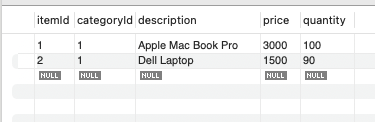 itemId categoryId description price quantity
1 1 Apple Mac Book Pro 3000 100
2 1 Dell Laptop 1500 90
NULL NULL NULL NULL NULL